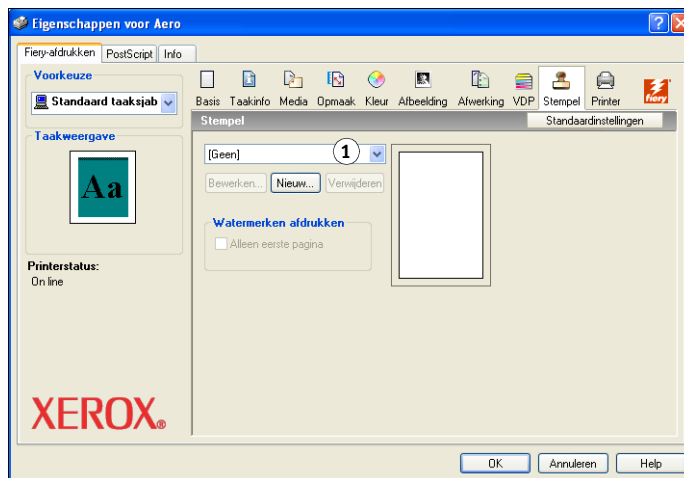 Eigenschappen voor Aero
Fiery-afdrukken PostScript Info
Voorkeuze
Standaard taaksjab
Taakweergave
Aa
Printerstatus:
On line
XEROX®
Basis Taakinfo Media Opmaak Kleur Afbeelding Afwerking VDP Stempel Printer
fiery
Stempel Standaardinstellingen
[Geen] 1
Bewerken... Nieuw... Verwijderen
Watermerken afdrukken
Alleen eerste pagina
OK Annuleren Help